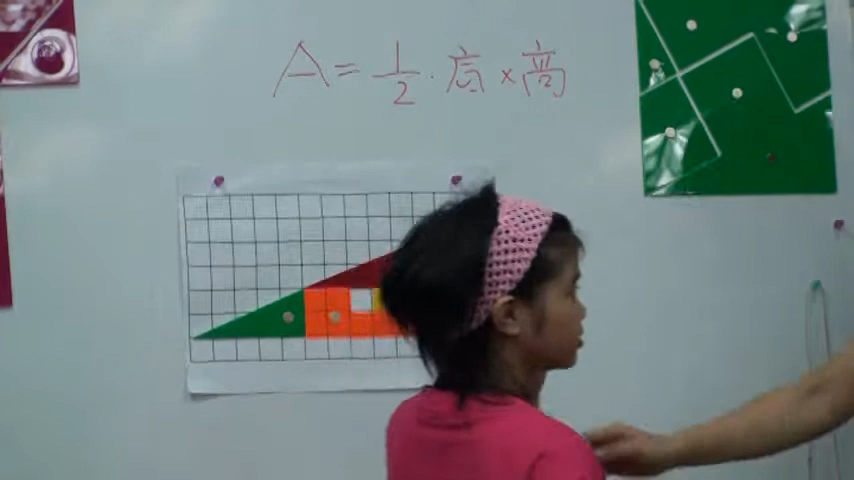 A = 1/2 · 底 × 高